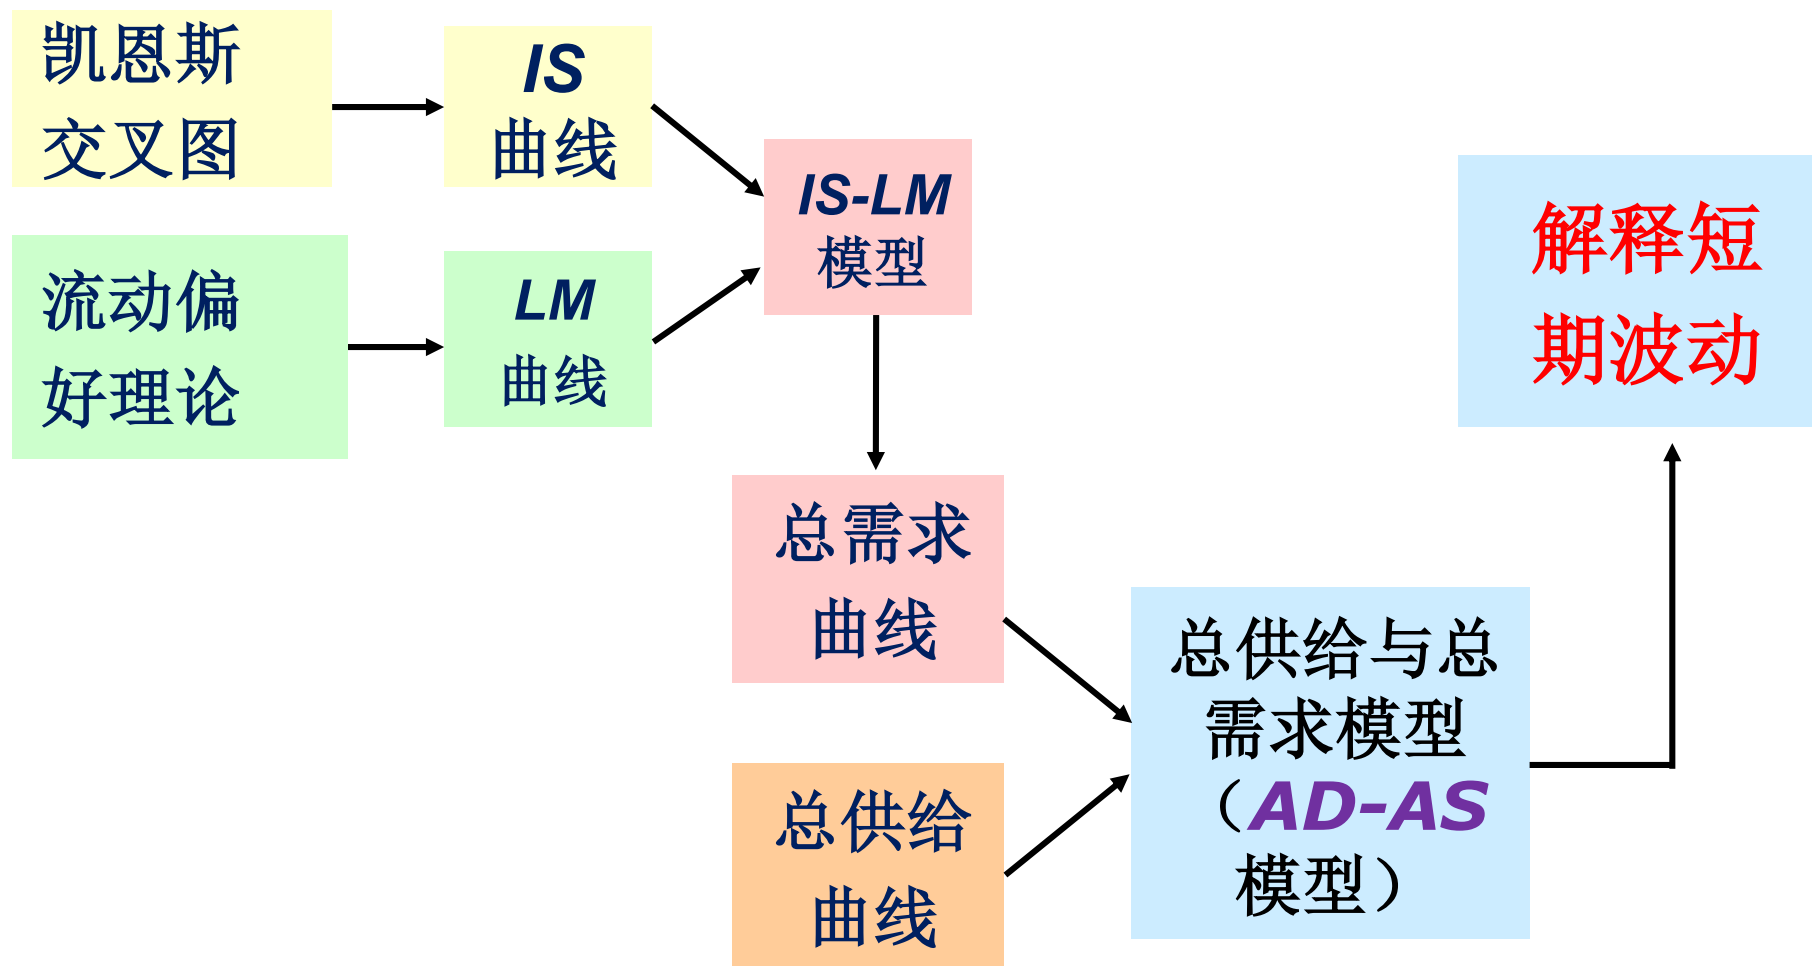 凯恩斯
交叉图
IS
曲线
流动偏
好理论
LM
曲线
IS-LM
模型
总需求
曲线
总供给
曲线
总供给与总
需求模型
（AD-AS
模型）
解释短
期波动